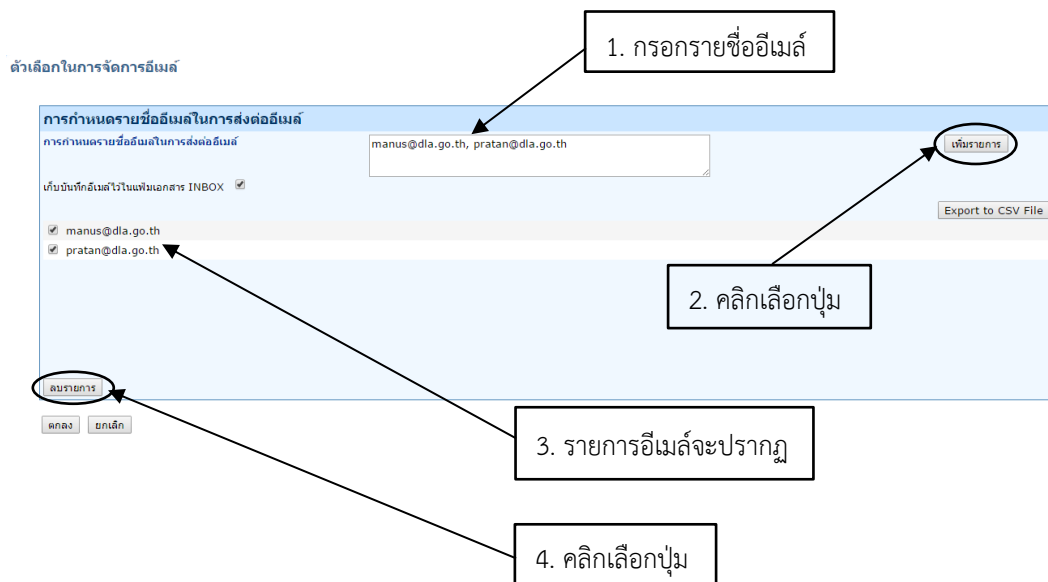 1. กรอกรายชื่ออีเมล์
ตัวเลือกในการจัดการอีเมล์
การกำหนดรายชื่ออีเมล์ในการส่งต่ออีเมล์
การกำหนดรายชื่ออีเมลในการส่งต่ออีเมล์
manus@dla.go.th, pratan@dla.go.th
เพิ่มรายการ
เก็บบันทึกอีเมล์ไว้ในแฟ้มเอกสาร INBOX
Export to CSV File
manus@dla.go.th
pratan@dla.go.th
2. คลิกเลือกปุ่ม
ลบรายการ
ตกลง ยกเลิก
3. รายการอีเมล์จะปรากฏ
4. คลิกเลือกปุ่ม